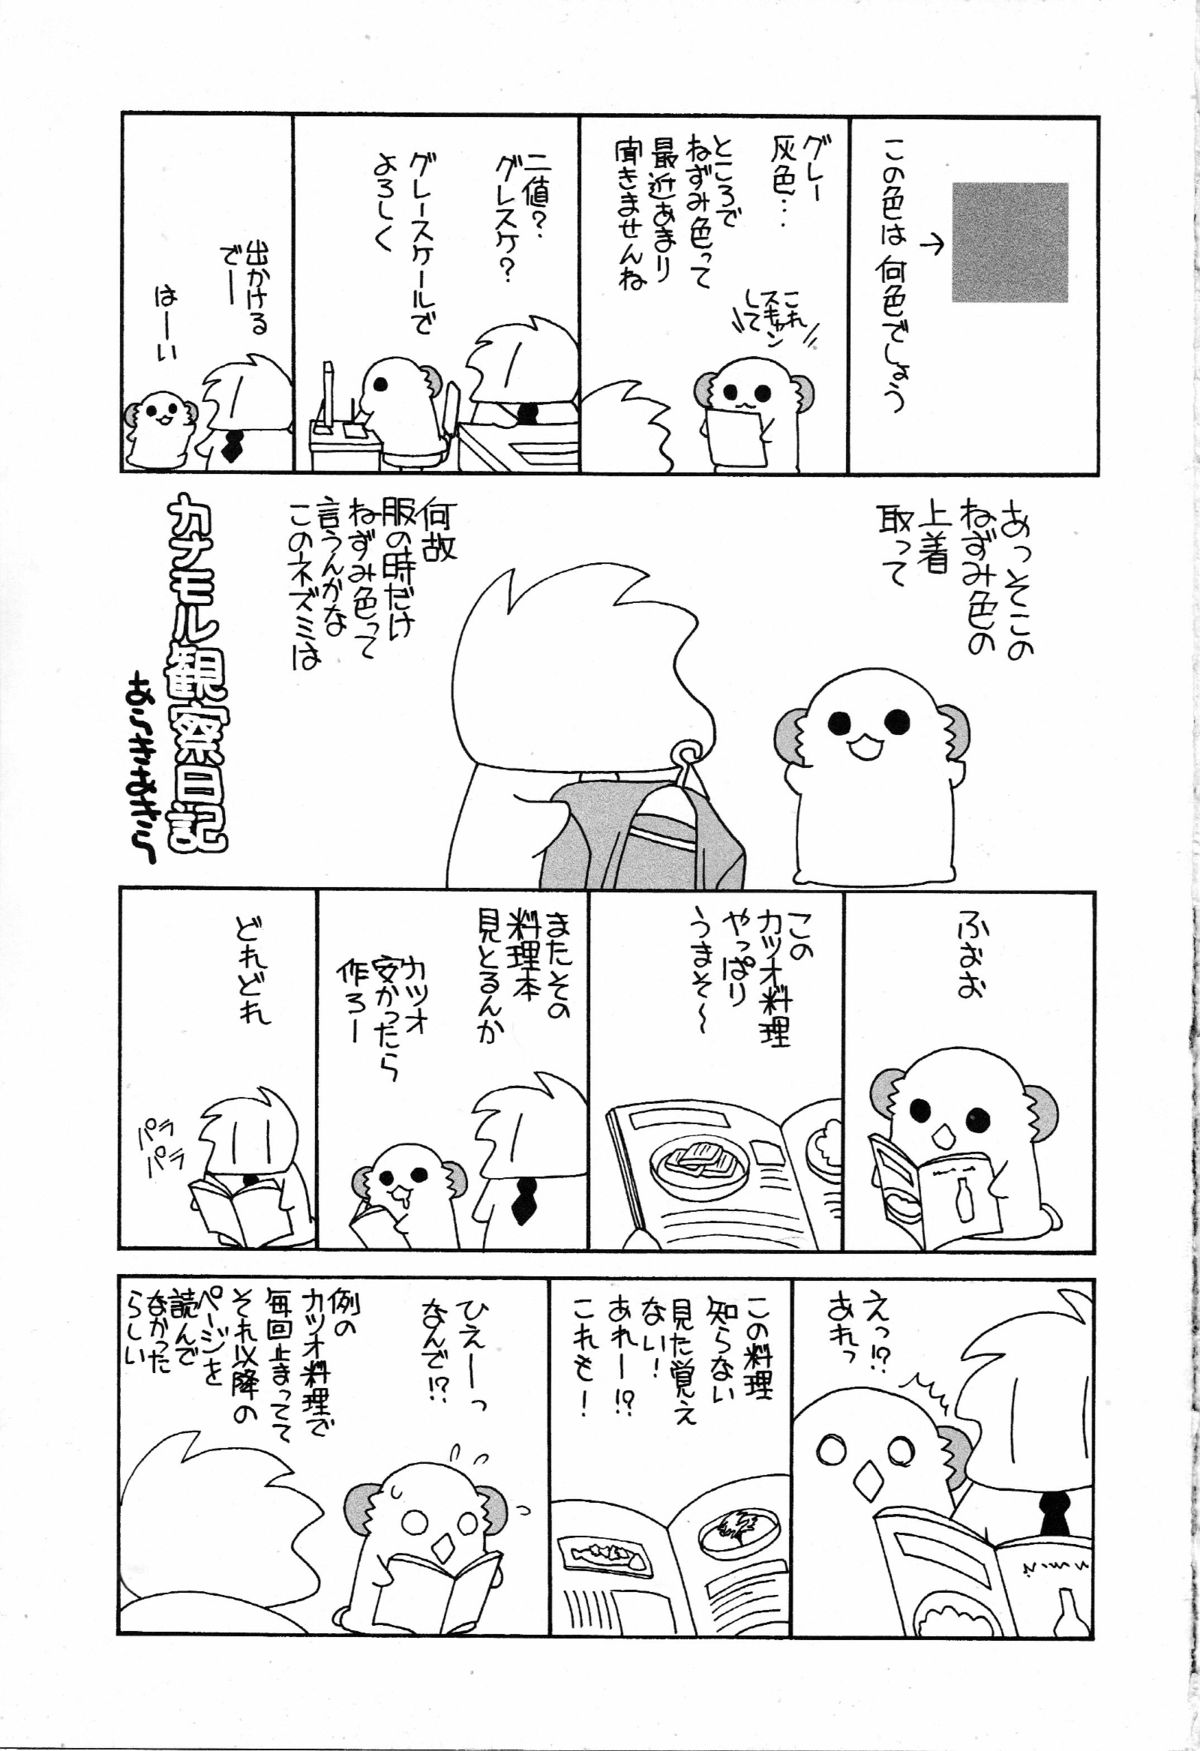 この色は何色でしょう
→
グレー
灰色…
ところで
ねずみ色って
最近あまり
聞きませんね
これ
スキャン
して
二値?
グレスケ?
グレースケールで
よろしく
出かける
でー
はーい
あっそこの
ねずみ色の
上着
取って
何故
服の時だけ
ねずみ色って
言うんかな
このネズミは
カナモル観察日記
あらきあきら
ふおお
この
カツオ料理
やっぱり
うまそ〜
またその
料理本
見とるんか
カツオ
安かったら
作ろー
どれどれ
パラ
パラ
えっ!?
あれっ
この料理
知らない
見た覚え
ない!
あれー!?
これも!
ひえーっ
なんで!?
例の
カツオ料理で
毎回止まってて
それ以降の
ページを
読んで
なかった
らしい